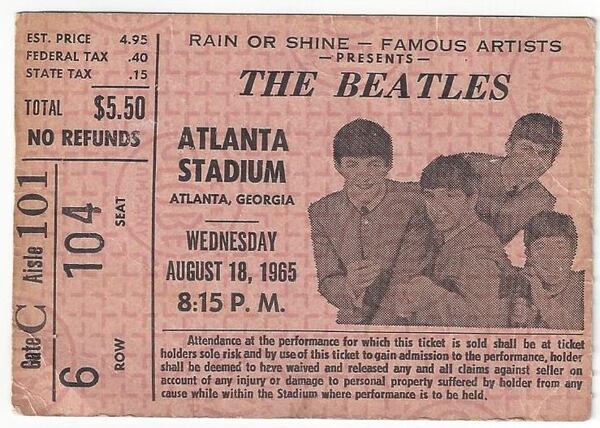 EST. PRICE 4.95
FEDERAL TAX .40
STATE TAX .15
TOTAL $5.50
NO REFUNDS
Gate C Aisle 101
6 104
ROW SEAT
RAIN OR SHINE – FAMOUS ARTISTS
– PRESENTS –
THE BEATLES
ATLANTA
STADIUM
ATLANTA, GEORGIA
WEDNESDAY
AUGUST 18, 1965
8:15 P. M.
Attendance at the performance for which this ticket is sold shall be at ticket
holders sole risk and by use of this ticket to gain admission to the performance, holder
shall be deemed to have waived and released any and all claims against seller on
account of any injury or damage to personal property suffered by holder from any
cause while within the Stadium where performance is to be held.